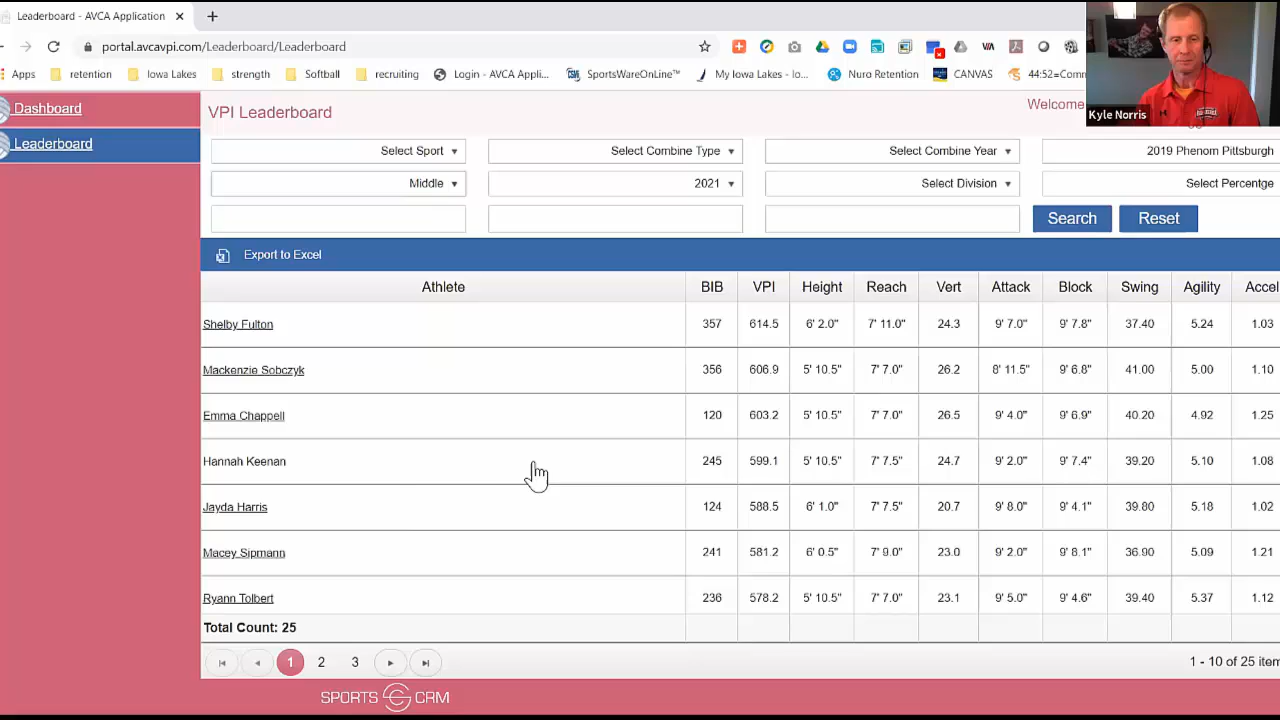 Leaderboard - AVCA Application
portal.avcavpi.com/Leaderboard/Leaderboard
Apps retention Iowa Lakes strength Softball recruiting Login - AVCA Appli... SportsWareOnLine™ My Iowa Lakes - Io... Nuro Retention CANVAS 44:52=Comm
Dashboard
Leaderboard
VPI Leaderboard
Welcome
Kyle Norris
Select Sport Select Combine Type Select Combine Year 2019 Phenom Pittsburgh
Middle 2021 Select Division Select Percentge
Search Reset
Export to Excel
Athlete BIB VPI Height Reach Vert Attack Block Swing Agility Accel
Shelby Fulton 357 614.5 6' 2.0" 7' 11.0" 24.3 9' 7.0" 9' 7.8" 37.40 5.24 1.03
Mackenzie Sobczyk 356 606.9 5' 10.5" 7' 7.0" 26.2 8' 11.5" 9' 6.8" 41.00 5.00 1.10
Emma Chappell 120 603.2 5' 10.5" 7' 7.0" 26.5 9' 4.0" 9' 6.9" 40.20 4.92 1.25
Hannah Keenan 245 599.1 5' 10.5" 7' 7.5" 24.7 9' 2.0" 9' 7.4" 39.20 5.10 1.08
Jayda Harris 124 588.5 6' 1.0" 7' 7.5" 20.7 9' 8.0" 9' 4.1" 39.80 5.18 1.02
Macey Sipmann 241 581.2 6' 0.5" 7' 9.0" 23.0 9' 2.0" 9' 8.1" 36.90 5.09 1.21
Ryann Tolbert 236 578.2 5' 10.5" 7' 7.0" 23.1 9' 5.0" 9' 4.6" 39.40 5.37 1.12
Total Count: 25
1 2 3 1 - 10 of 25 item
SPORTS CRM